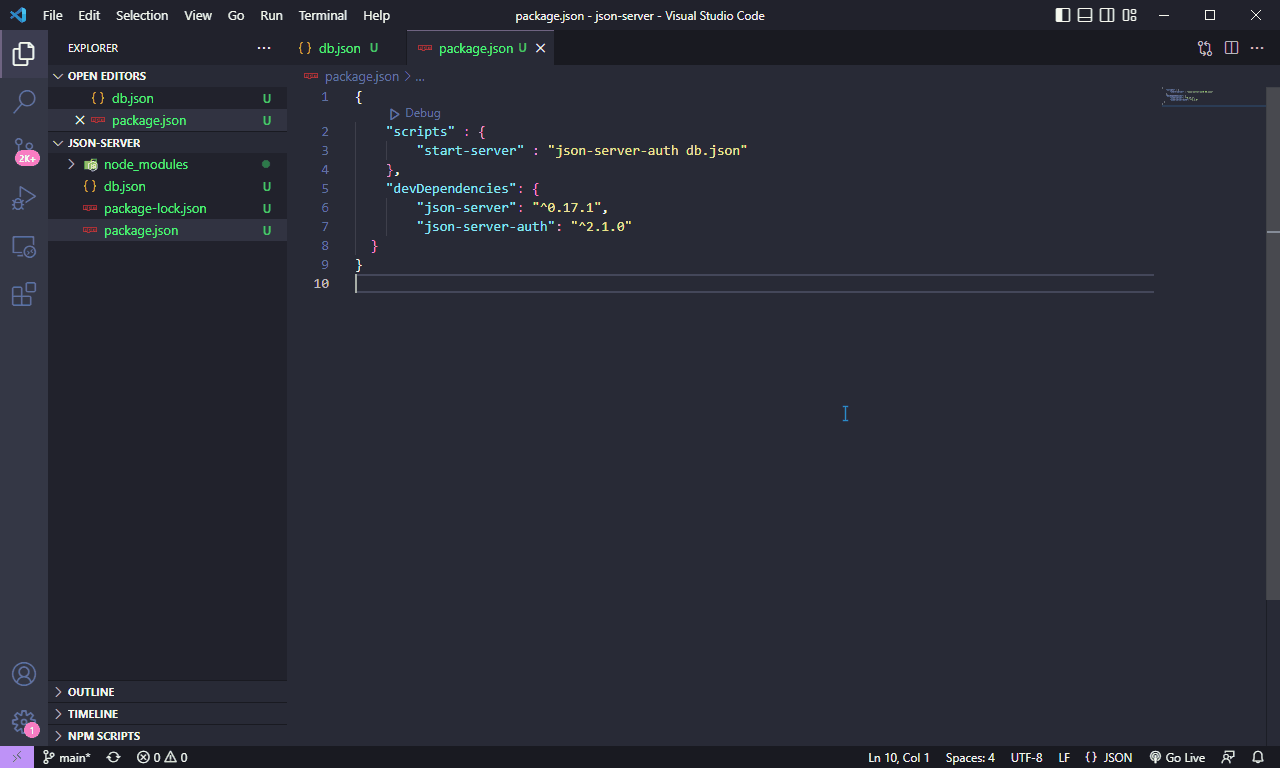 File Edit Selection View Go Run Terminal Help package.json - json-server - Visual Studio Code
EXPLORER
{} db.json U package.json U
OPEN EDITORS
package.json > ...
{} db.json U
package.json U
JSON-SERVER
node_modules
{} db.json U
package-lock.json U
package.json U
2K+
1 {
Debug
2 "scripts" : {
3 "start-server" : "json-server-auth db.json"
4 },
5 "devDependencies": {
6 "json-server": "^0.17.1",
7 "json-server-auth": "^2.1.0"
8 }
9 }
10
OUTLINE
TIMELINE
NPM SCRIPTS
1
main* 0 0 Ln 10, Col 1 Spaces: 4 UTF-8 LF {} JSON Go Live